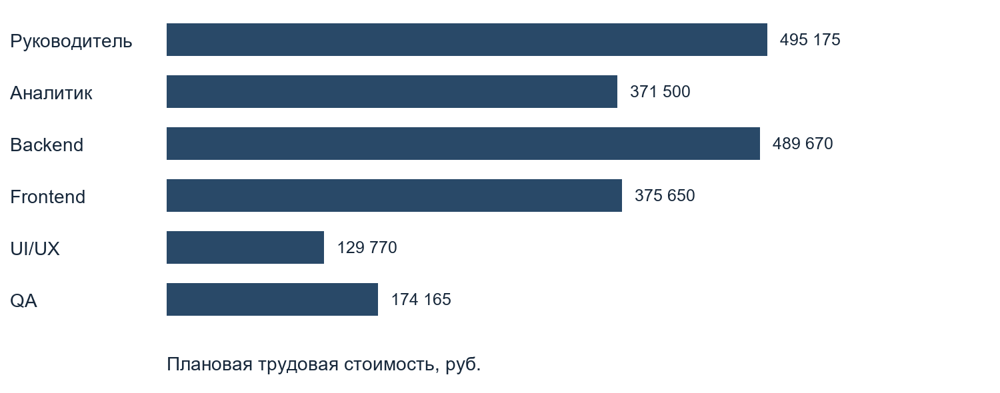 Руководитель 495 175
Аналитик 371 500
Backend 489 670
Frontend 375 650
UI/UX 129 770
QA 174 165
Плановая трудовая стоимость, руб.